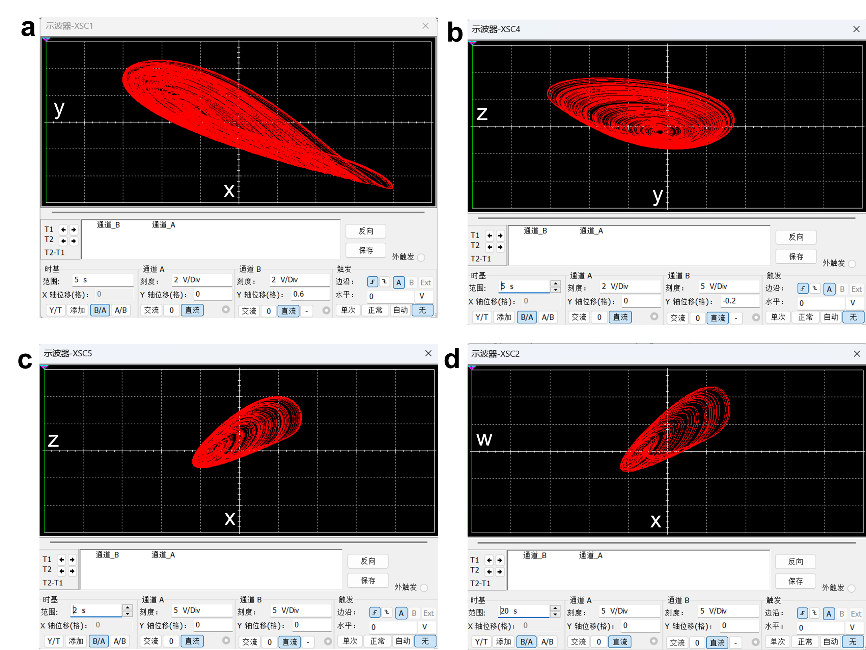 a
示波器-XSC1
y
x
T1
T2
T2-T1
通道_B 通道_A
反向
保存
外触发
时基 通道 A 通道 B 触发
范围: 5 s 刻度: 2 V/Div 刻度: 2 V/Div 边沿: A B Ext
X 轴位移(格): 0 Y 轴位移(格): 0 Y 轴位移(格): 0.6 水平: 0 V
Y/T 添加 B/A A/B 交流 0 直流 交流 0 直流 - 单次 正常 自动 无
b
示波器-XSC4
z
y
T1
T2
T2-T1
通道_B 通道_A
反向
保存
外触发
时基 通道 A 通道 B 触发
范围: 5 s 刻度: 2 V/Div 刻度: 5 V/Div 边沿: A B Ext
X 轴位移(格): 0 Y 轴位移(格): 0 Y 轴位移(格): -0.2 水平: 0 V
Y/T 添加 B/A A/B 交流 0 直流 交流 0 直流 - 单次 正常 自动 无
c
示波器-XSC5
z
x
T1
T2
T2-T1
通道_B 通道_A
反向
保存
外触发
时基 通道 A 通道 B 触发
范围: 2 s 刻度: 5 V/Div 刻度: 5 V/Div 边沿: A B Ext
X 轴位移(格): 0 Y 轴位移(格): 0 Y 轴位移(格): 0 水平: 0 V
Y/T 添加 B/A A/B 交流 0 直流 交流 0 直流 - 单次 正常 自动 无
d
示波器-XSC2
w
x
T1
T2
T2-T1
通道_B 通道_A
反向
保存
外触发
时基 通道 A 通道 B 触发
范围: 20 s 刻度: 5 V/Div 刻度: 5 V/Div 边沿: A B Ext
X 轴位移(格): 0 Y 轴位移(格): 0 Y 轴位移(格): 0 水平: 0 V
Y/T 添加 B/A A/B 交流 0 直流 交流 0 直流 - 单次 正常 自动 无